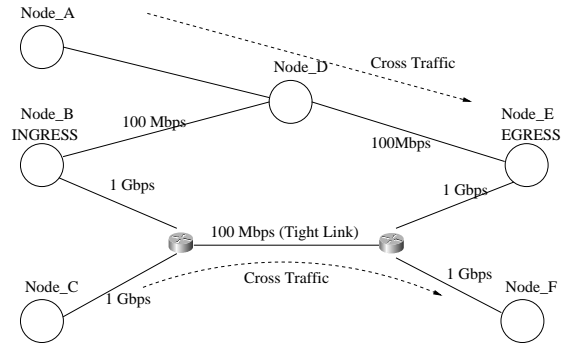 Node_A
Cross Traffic
Node_D
Node_B
INGRESS
100 Mbps
100Mbps
Node_E
EGRESS
1 Gbps
1 Gbps
100 Mbps (Tight Link)
Cross Traffic
Node_C
1 Gbps
1 Gbps
Node_F